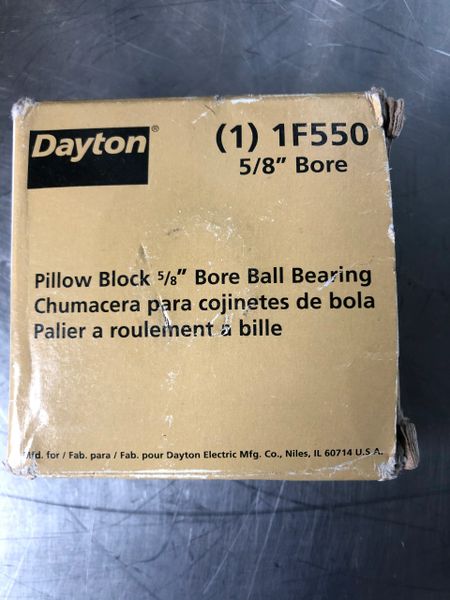 Dayton®
(1) 1F550
5/8" Bore
Pillow Block 5/8" Bore Ball Bearing
Chumacera para cojinetes de bola
Palier a roulement a bille
Mfd. for / Fab. para / Fab. pour Dayton Electric Mfg. Co., Niles, IL 60714 U.S.A.